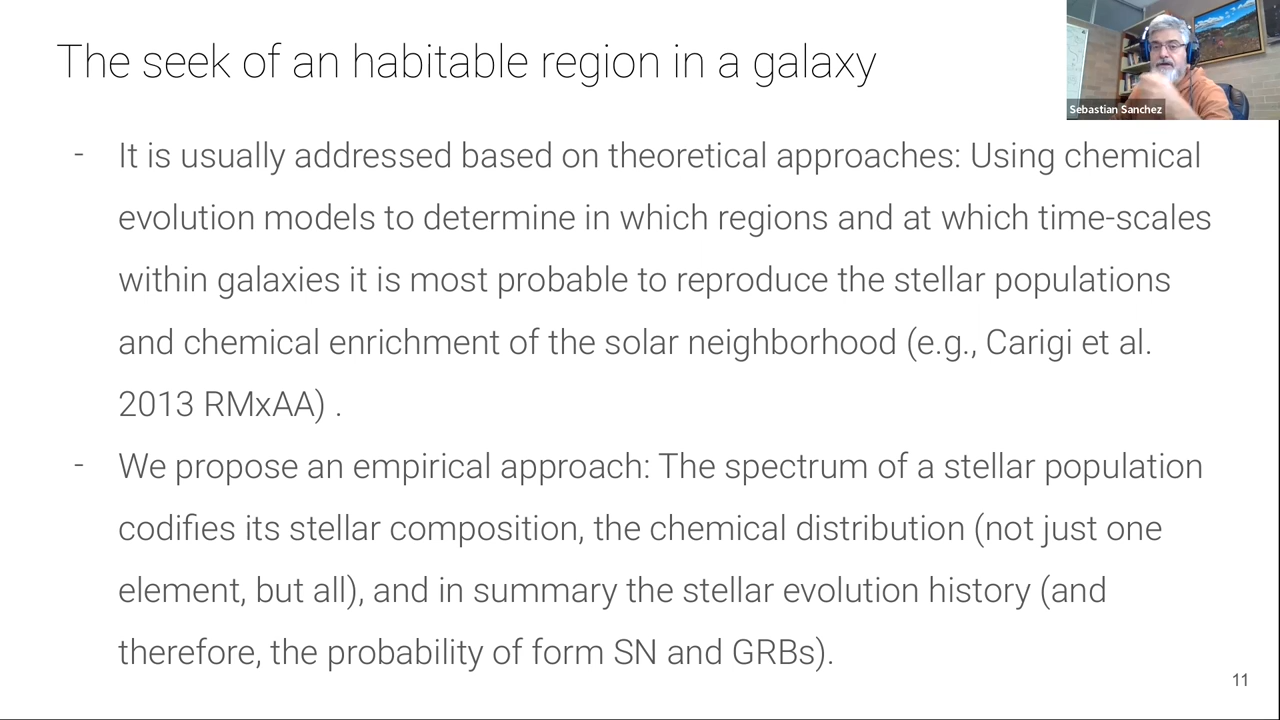 The seek of an habitable region in a galaxy
Sebastian Sanchez
- It is usually addressed based on theoretical approaches: Using chemical
evolution models to determine in which regions and at which time-scales
within galaxies it is most probable to reproduce the stellar populations
and chemical enrichment of the solar neighborhood (e.g., Carigi et al.
2013 RMxAA) .
- We propose an empirical approach: The spectrum of a stellar population
codifies its stellar composition, the chemical distribution (not just one
element, but all), and in summary the stellar evolution history (and
therefore, the probability of form SN and GRBs).
11